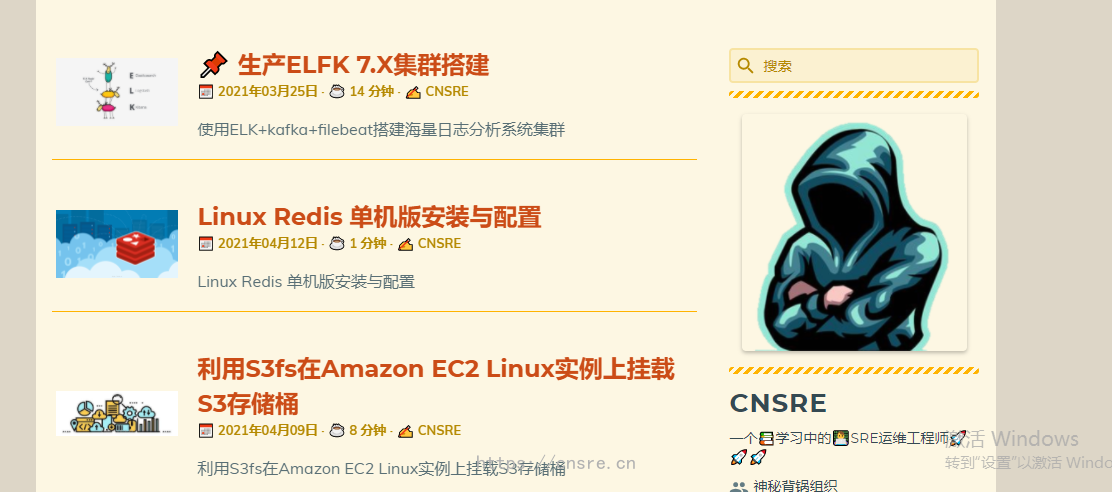 📌 生产ELFK 7.X集群搭建
📅 2021年03月25日 · ☕ 14 分钟 · ✍ CNSRE
使用ELK+kafka+filebeat搭建海量日志分析系统集群
Linux Redis 单机版安装与配置
📅 2021年04月12日 · ☕ 1 分钟 · ✍ CNSRE
Linux Redis 单机版安装与配置
利用S3fs在Amazon EC2 Linux实例上挂载
S3存储桶
📅 2021年04月09日 · ☕ 8 分钟 · ✍ CNSRE
利用S3fs在Amazon EC2 Linux实例上挂载S3存储桶
https://cnsre.cn
搜索
CNSRE
一个📚学习中的👨‍💻SRE运维工程师🚀
🚀🚀
神秘背锅组织
激活 Windows
转到“设置”以激活 Windo
E
L
K